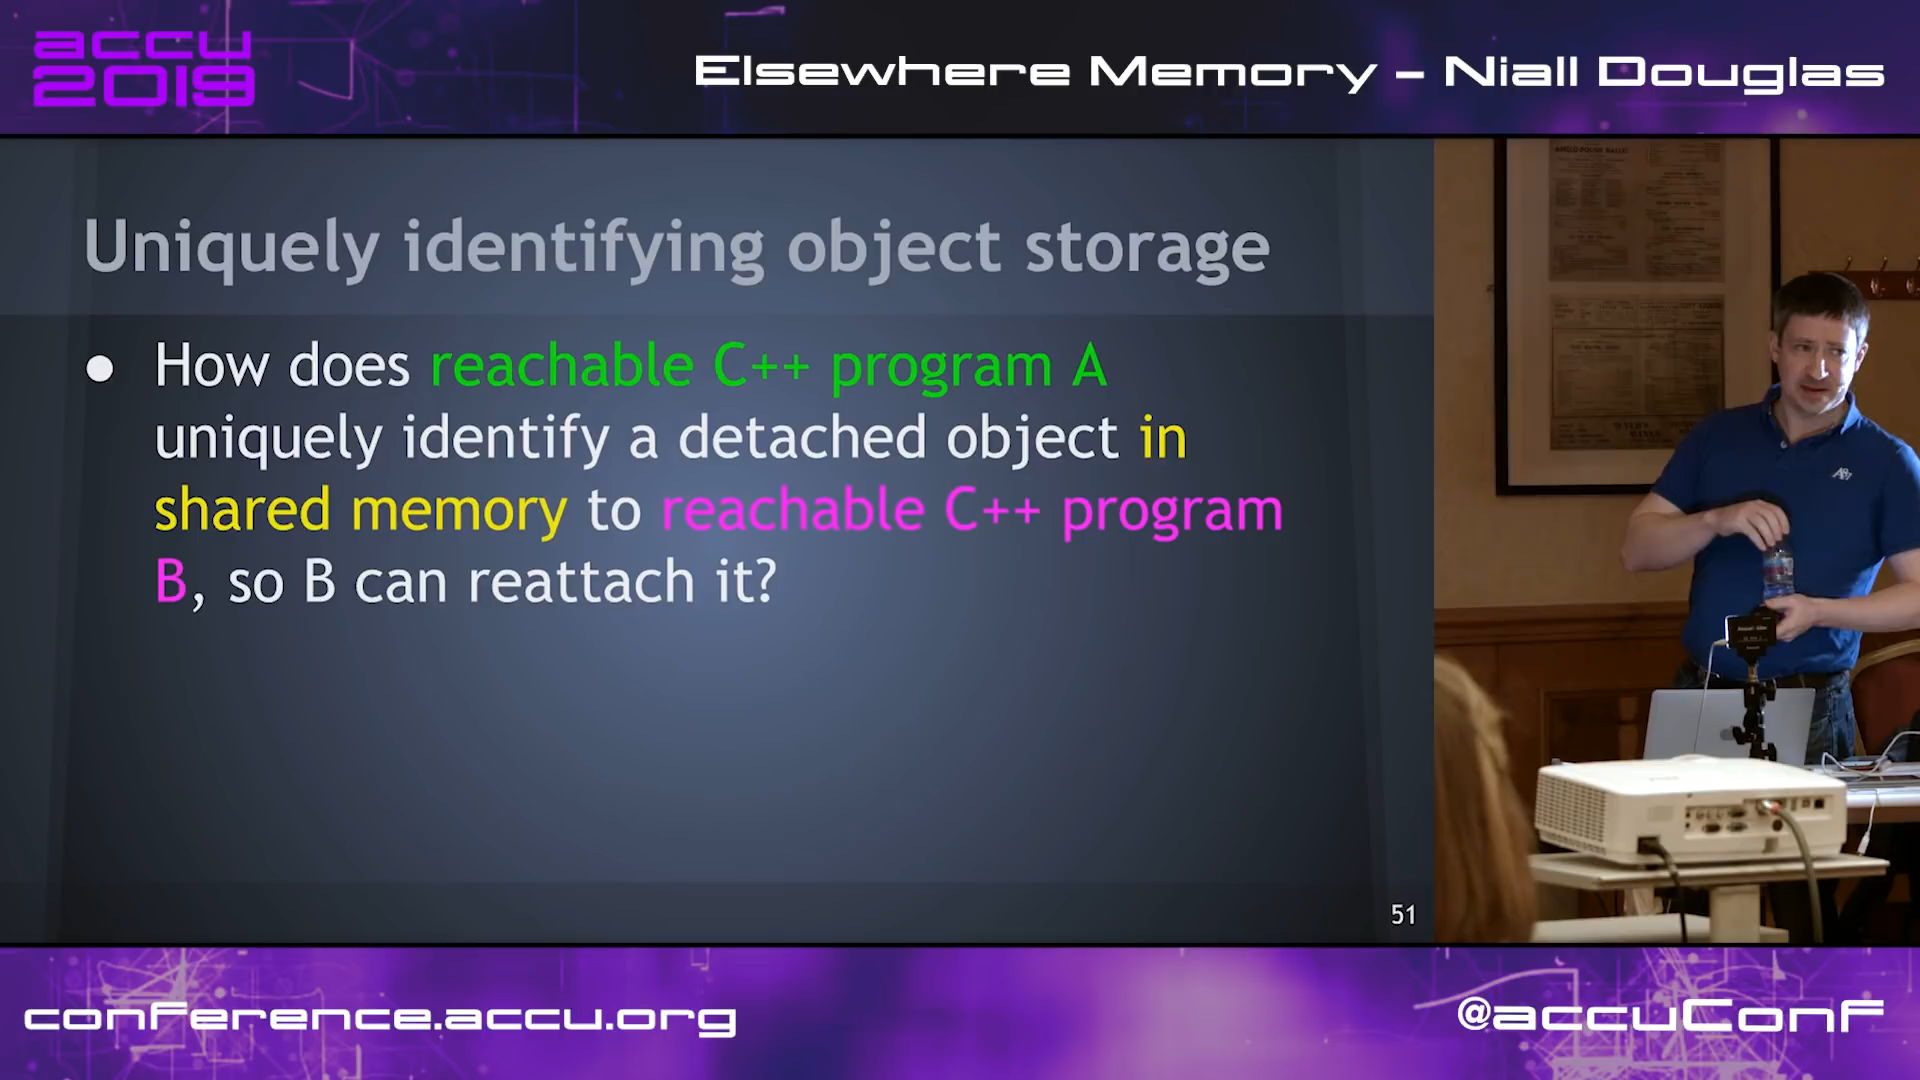 accu
2019
Elsewhere Memory – Niall Douglas
Uniquely identifying object storage
● How does reachable C++ program A
uniquely identify a detached object in
shared memory to reachable C++ program
B, so B can reattach it?
51
conference.accu.org
@accuConf